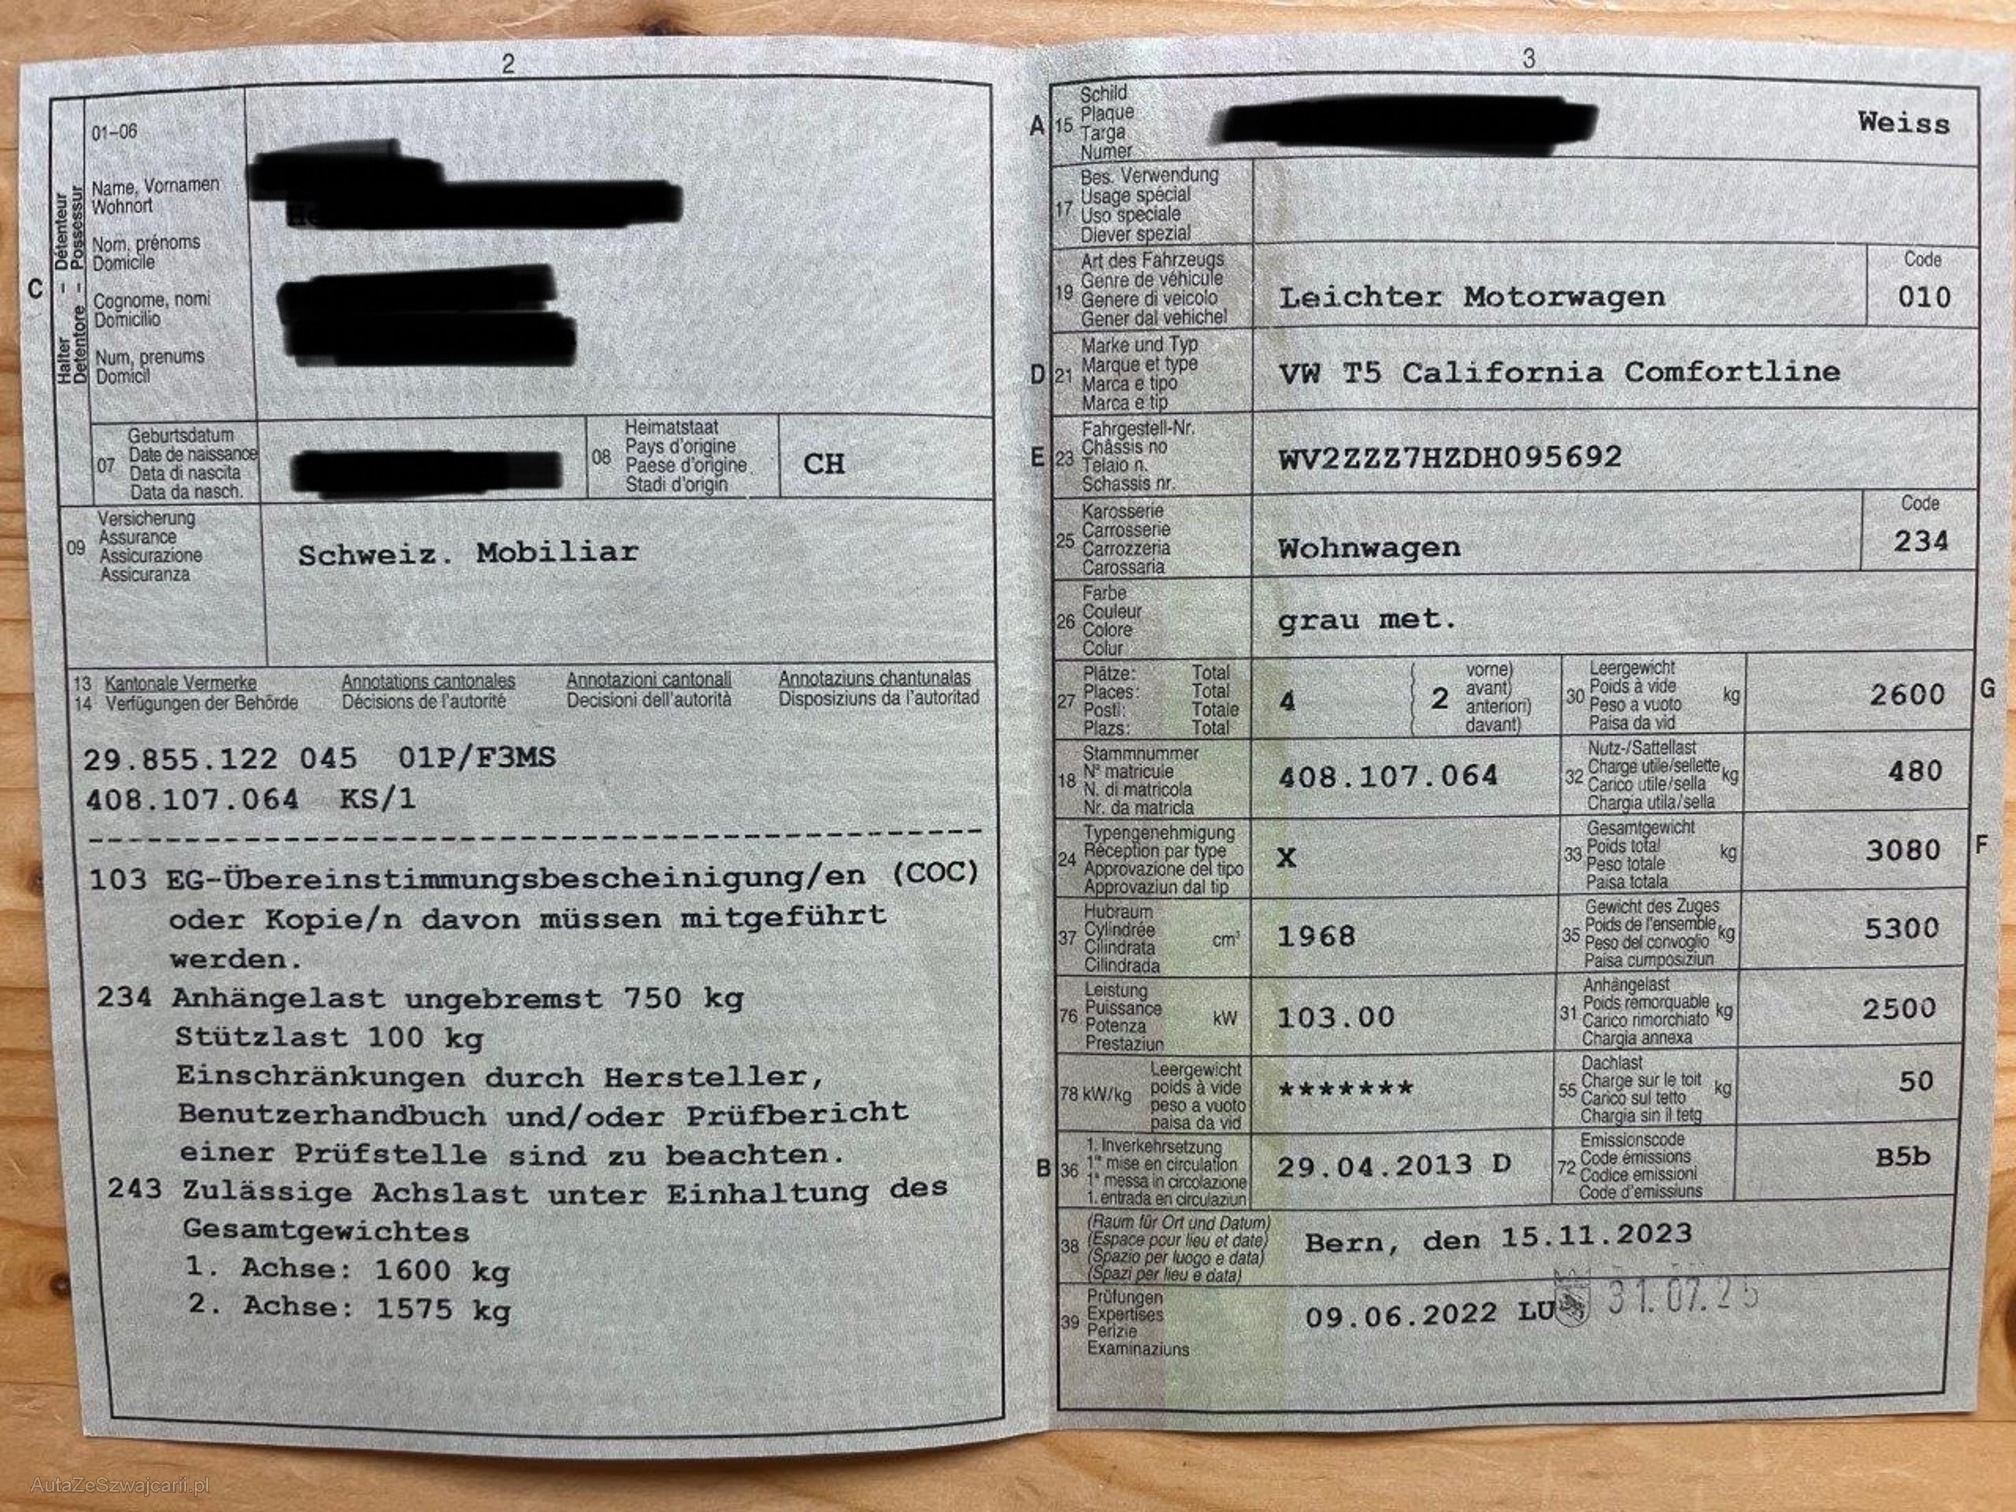 2
01–06
Name, Vornamen
Wohnort
Nom, prénoms
Domicile
Cognome, nomi
Domicilio
Num, prenums
Domicil
C
Halter – Détenteur
Detentore – Possessur
07
Geburtsdatum
Date de naissance
Data di nascita
Data da nasch.
08
Heimatstaat
Pays d'origine
Paese d'origine
Stadi d'origin
CH
09
Versicherung
Assurance
Assicurazione
Assicuranza
Schweiz. Mobiliar
13 Kantonale Vermerke Annotations cantonales Annotazioni cantonali Annotaziuns chantunalas
14 Verfügungen der Behörde Décisions de l'autorité Decisioni dell'autorità Disposiziuns da l'autoritad
29.855.122 045 01P/F3MS
408.107.064 KS/1
103 EG-Übereinstimmungsbescheinigung/en (COC)
oder Kopie/n davon müssen mitgeführt
werden.
234 Anhängelast ungebremst 750 kg
Stützlast 100 kg
Einschränkungen durch Hersteller,
Benutzerhandbuch und/oder Prüfbericht
einer Prüfstelle sind zu beachten.
243 Zulässige Achslast unter Einhaltung des
Gesamtgewichtes
1. Achse: 1600 kg
2. Achse: 1575 kg
3
A 15
Schild
Plaque
Targa
Numer
Weiss
17
Bes. Verwendung
Usage spécial
Uso speciale
Diever spezial
19
Art des Fahrzeugs
Genre de véhicule
Genere di veicolo
Gener dal vehichel
Leichter Motorwagen
Code
010
D 21
Marke und Typ
Marque et type
Marca e tipo
Marca e tip
VW T5 California Comfortline
E 23
Fahrgestell-Nr.
Châssis no
Telaio n.
Schassis nr.
WV2ZZZ7HZDH095692
25
Karosserie
Carrosserie
Carrozzeria
Carossaria
Wohnwagen
Code
234
26
Farbe
Couleur
Colore
Colur
grau met.
27
Plätze: Total
Places: Total
Posti: Totale
Plazs: Total
4
2
vorne)
avant)
anteriori)
davant)
30
Leergewicht
Poids à vide
Peso a vuoto
Paisa da vid
kg
2600
G
18
Stammnummer
N° matricule
N. di matricola
Nr. da matricla
408.107.064
32
Nutz-/Sattellast
Charge utile/sellette
Carico utile/sella
Chargia utila/sella
kg
480
24
Typengenehmigung
Réception par type
Approvazione del tipo
Approvaziun dal tip
X
33
Gesamtgewicht
Poids total
Peso totale
Paisa totala
kg
3080
F
37
Hubraum
Cylindrée
Cilindrata
Cilindrada
cm³
1968
35
Gewicht des Zuges
Poids de l'ensemble
Peso del convoglio
Paisa cumposiziun
kg
5300
76
Leistung
Puissance
Potenza
Prestaziun
kW
103.00
31
Anhängelast
Poids remorquable
Carico rimorchiato
Chargia annexa
kg
2500
78 kW/kg
Leergewicht
poids à vide
peso a vuoto
paisa da vid
*******
55
Dachlast
Charge sur le toit
Carico sul tetto
Chargia sin il tetg
kg
50
B 36
1. Inverkehrsetzung
1re mise en circulation
1a messa in circolazione
1. entrada en circulaziun
29.04.2013 D
72
Emissionscode
Code émissions
Codice emissioni
Code d'emissiuns
B5b
38
(Raum für Ort und Datum)
(Espace pour lieu et date)
(Spazio per luogo e data)
(Spazi per lieu e data)
Bern, den 15.11.2023
39
Prüfungen
Expertises
Perizie
Examinaziuns
09.06.2022 LU
31.07.25
AutaZeSzwajcarii.pl